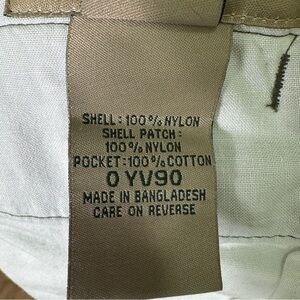 SHELL: 100% NYLON
SHELL PATCH:
100% NYLON
POCKET: 100% COTTON
0 YV90
MADE IN BANGLADESH
CARE ON REVERSE